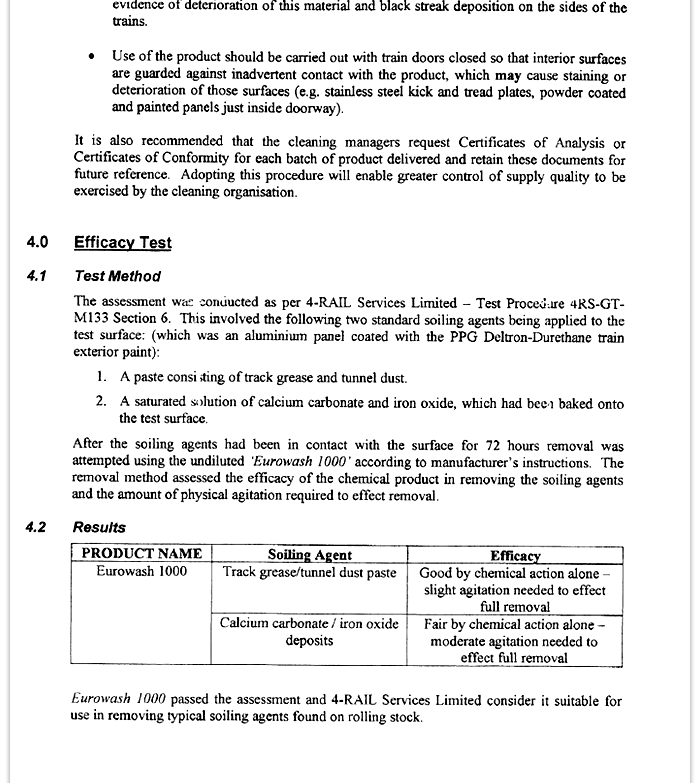 evidence of deterioration of this material and black streak deposition on the sides of the
trains.
• Use of the product should be carried out with train doors closed so that interior surfaces
are guarded against inadvertent contact with the product, which may cause staining or
deterioration of those surfaces (e.g. stainless steel kick and tread plates, powder coated
and painted panels just inside doorway).
It is also recommended that the cleaning managers request Certificates of Analysis or
Certificates of Conformity for each batch of product delivered and retain these documents for
future reference. Adopting this procedure will enable greater control of supply quality to be
exercised by the cleaning organisation.
4.0 Efficacy Test
4.1 Test Method
The assessment was conducted as per 4-RAIL Services Limited – Test Procedure 4RS-GT-
M133 Section 6. This involved the following two standard soiling agents being applied to the
test surface: (which was an aluminium panel coated with the PPG Deltron-Durethane train
exterior paint):
1. A paste consisting of track grease and tunnel dust.
2. A saturated solution of calcium carbonate and iron oxide, which had been baked onto
the test surface.
After the soiling agents had been in contact with the surface for 72 hours removal was
attempted using the undiluted 'Eurowash 1000' according to manufacturer's instructions. The
removal method assessed the efficacy of the chemical product in removing the soiling agents
and the amount of physical agitation required to effect removal.
4.2 Results
PRODUCT NAME Soiling Agent Efficacy
Eurowash 1000 Track grease/tunnel dust paste Good by chemical action alone –
slight agitation needed to effect
full removal
Calcium carbonate / iron oxide Fair by chemical action alone –
deposits moderate agitation needed to
effect full removal
Eurowash 1000 passed the assessment and 4-RAIL Services Limited consider it suitable for
use in removing typical soiling agents found on rolling stock.